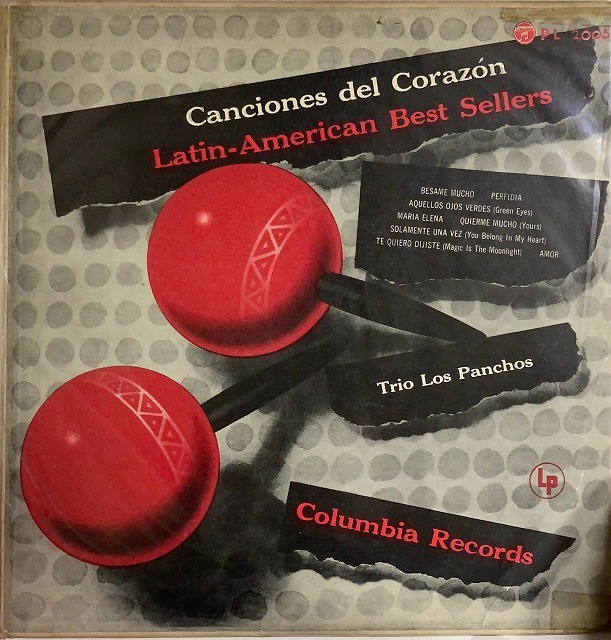 PL 2005
Canciones del Corazón
Latin-American Best Sellers
BESAME MUCHO PERFIDIA
AQUELLOS OJOS VERDES (Green Eyes)
MARIA ELENA QUIERME MUCHO (Yours)
SOLAMENTE UNA VEZ (You Belong In My Heart)
TE QUIERO DIJISTE (Magic Is The Moonlight) AMOR
Trio Los Panchos
LP
Columbia Records